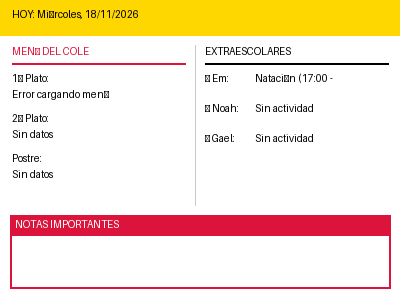 HOY: Mi▯rcoles, 18/11/2026
MEN▯ DEL COLE
1▯ Plato:
Error cargando men▯
2▯ Plato:
Sin datos
Postre:
Sin datos
EXTRAESCOLARES
▯ Em: Nataci▯n (17:00 -
▯ Noah: Sin actividad
▯ Gael: Sin actividad
NOTAS IMPORTANTES